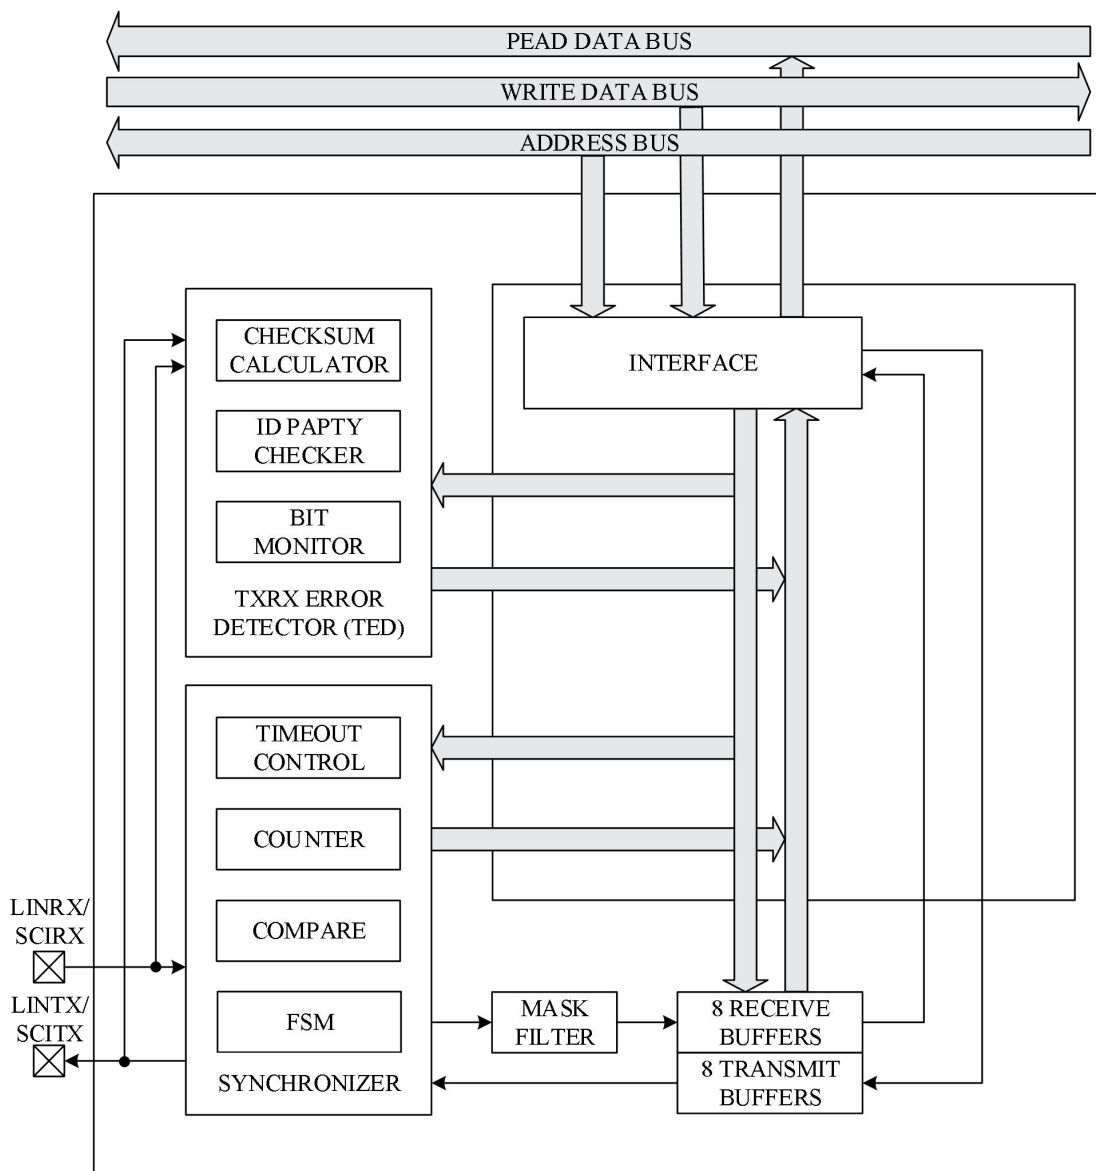 PEAD DATA BUS
WRITE DATA BUS
ADDRESS BUS
CHECKSUM
CALCULATOR
INTERFACE
ID PAPTY
CHECKER
BIT
MONITOR
TXRX ERROR
DETECTOR (TED)
TIMEOUT
CONTROL
COUNTER
LINRX/
SCIRX
COMPARE
LINTX/
SCITX
FSM
MASK
FILTER
8 RECEIVE
BUFFERS
SYNCHRONIZER
8 TRANSMIT
BUFFERS